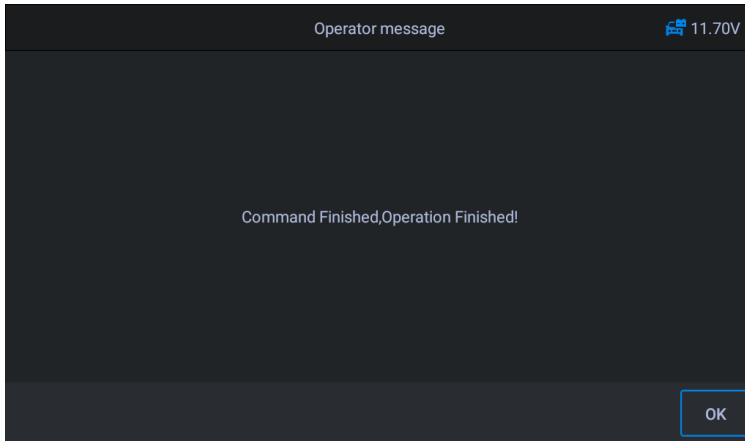 Operator message
11.70V
Command Finished,Operation Finished!
OK